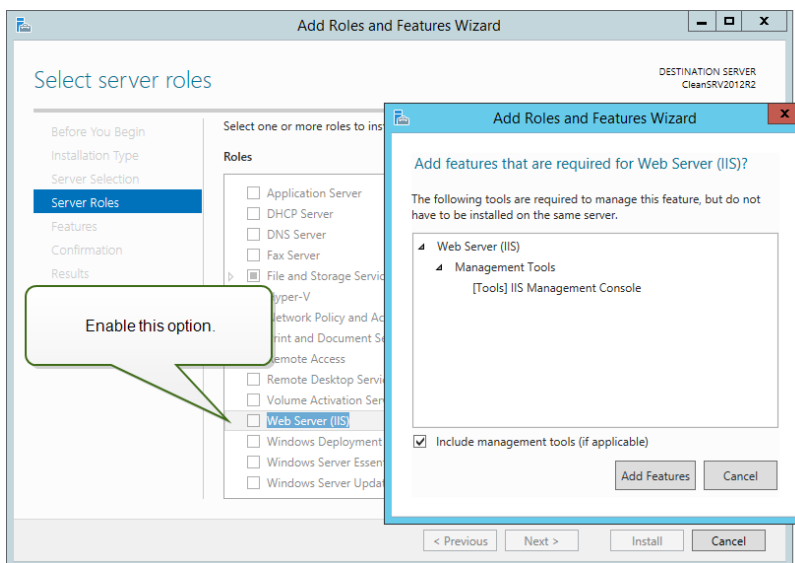 Add Roles and Features Wizard
Select server roles
DESTINATION SERVER
CleanSRV2012R2
Before You Begin
Installation Type
Server Selection
Server Roles
Features
Confirmation
Results
Select one or more roles to ins
Roles
Application Server
DHCP Server
DNS Server
Fax Server
File and Storage Servic
Hyper-V
Network Policy and Ac
Print and Document Se
Remote Access
Remote Desktop Servi
Volume Activation Ser
Web Server (IIS)
Windows Deployment
Windows Server Essen
Windows Server Updat
Enable this option.
Add Roles and Features Wizard
Add features that are required for Web Server (IIS)?
The following tools are required to manage this feature, but do not
have to be installed on the same server.
Web Server (IIS)
Management Tools
[Tools] IIS Management Console
Include management tools (if applicable)
Add Features
Cancel
< Previous
Next >
Install
Cancel